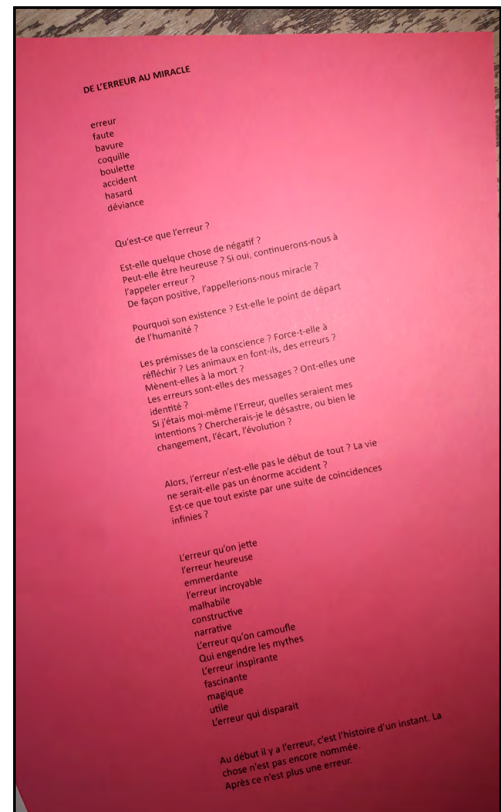 DE L'ERREUR AU MIRACLE
erreur
faute
bavure
coquille
boulette
accident
hasard
déviance
Qu'est-ce que l'erreur ?
Est-elle quelque chose de négatif ?
Peut-elle être heureuse ? Si oui, continuerons-nous à
l'appeler erreur ?
De façon positive, l'appellerions-nous miracle ?
Pourquoi son existence ? Est-elle le point de départ
de l'humanité ?
Les prémisses de la conscience ? Force-t-elle à
réfléchir ? Les animaux en font-ils, des erreurs ?
Mènent-elles à la mort ?
Les erreurs sont-elles des messages ? Ont-elles une
identité ?
Si j'étais moi-même l'Erreur, quelles seraient mes
intentions ? Chercherais-je le désastre, ou bien le
changement, l'écart, l'évolution ?
Alors, l'erreur n'est-elle pas le début de tout ? La vie
ne serait-elle pas un énorme accident ?
Est-ce que tout existe par une suite de coincidences
infinies ?
L'erreur qu'on jette
l'erreur heureuse
emmerdante
l'erreur incroyable
malhabile
constructive
narrative
L'erreur qu'on camoufle
Qui engendre les mythes
L'erreur inspirante
fascinante
magique
utile
L'erreur qui disparait
Au début il y a l'erreur, c'est l'histoire d'un instant. La
chose n'est pas encore nommée.
Après ce n'est plus une erreur.